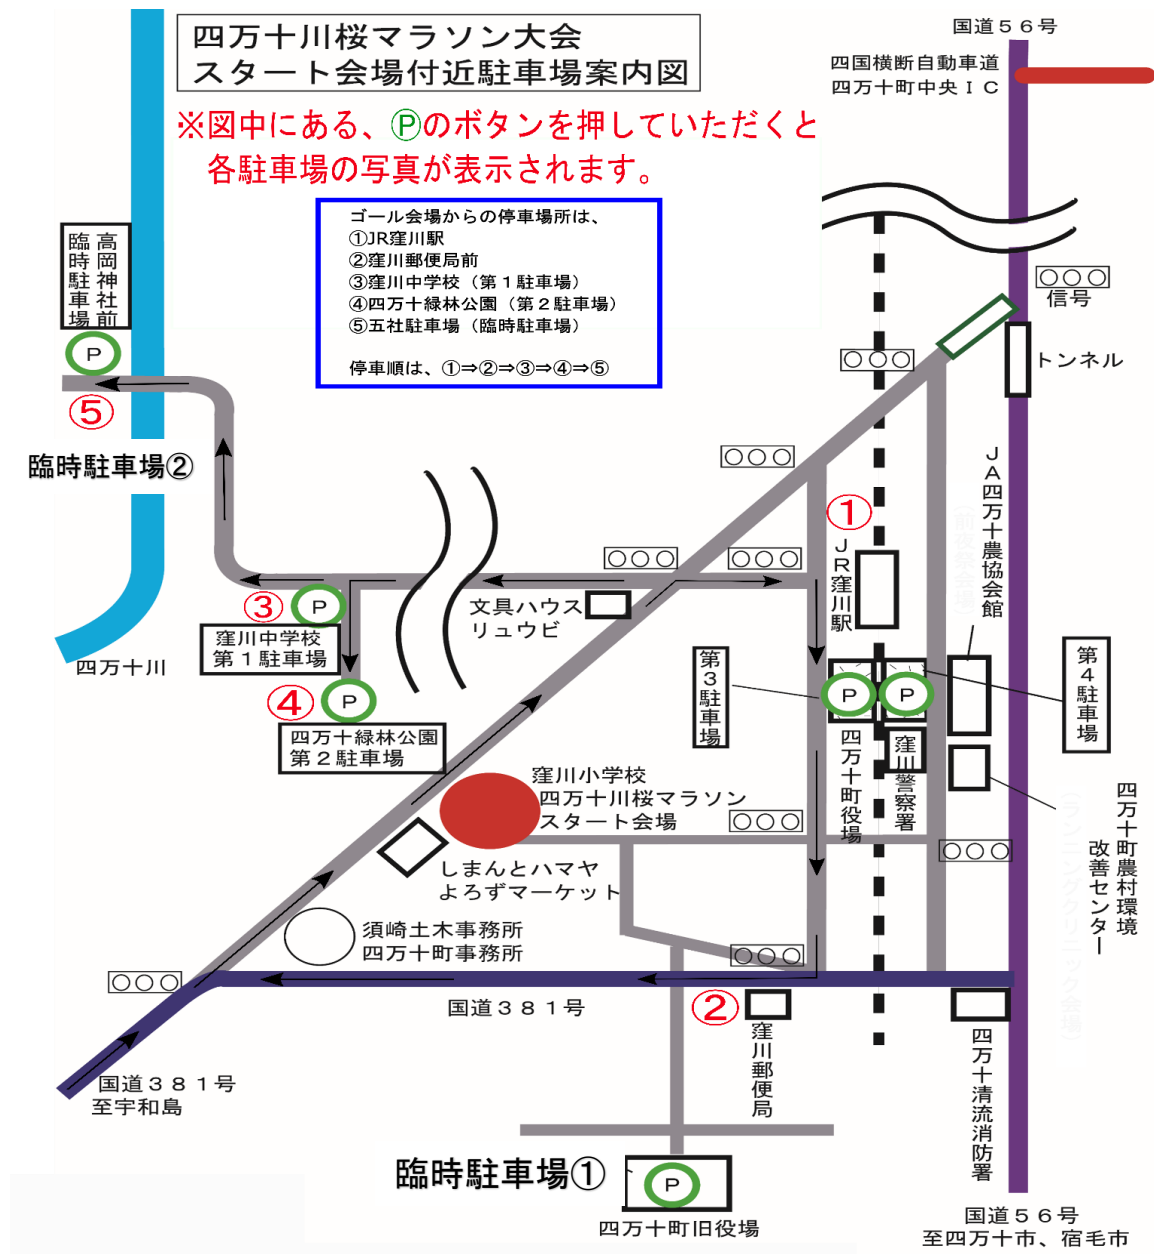 四万十川桜マラソン大会
スタート会場付近駐車場案内図
※図中にある、Ⓟのボタンを押していただくと
各駐車場の写真が表示されます。
ゴール会場からの停車場所は、
①JR窪川駅
②窪川郵便局前
③窪川中学校（第１駐車場）
④四万十緑林公園（第２駐車場）
⑤五社駐車場（臨時駐車場）
停車順は、①⇒②⇒③⇒④⇒⑤
国道５６号
四国横断自動車道
四万十町中央ＩＣ
信号
トンネル
高岡神社前
臨時駐車場
P
⑤
臨時駐車場②
四万十川
③
P
窪川中学校
第１駐車場
④
P
四万十緑林公園
第２駐車場
文具ハウス
リュウビ
①
ＪＲ窪川駅
ＪＡ四万十農協会館
(前夜祭会場)
第３駐車場
P
P
第４駐車場
四万十町役場
窪川警察署
窪川小学校
四万十川桜マラソン
スタート会場
しまんとハマヤ
よろずマーケット
須崎土木事務所
四万十町事務所
四万十町農村環境
改善センター
(ランニングクリニック会場)
国道３８１号
②
窪川郵便局
四万十清流消防署
国道３８１号
至宇和島
臨時駐車場①
P
四万十町旧役場
国道５６号
至四万十市、宿毛市